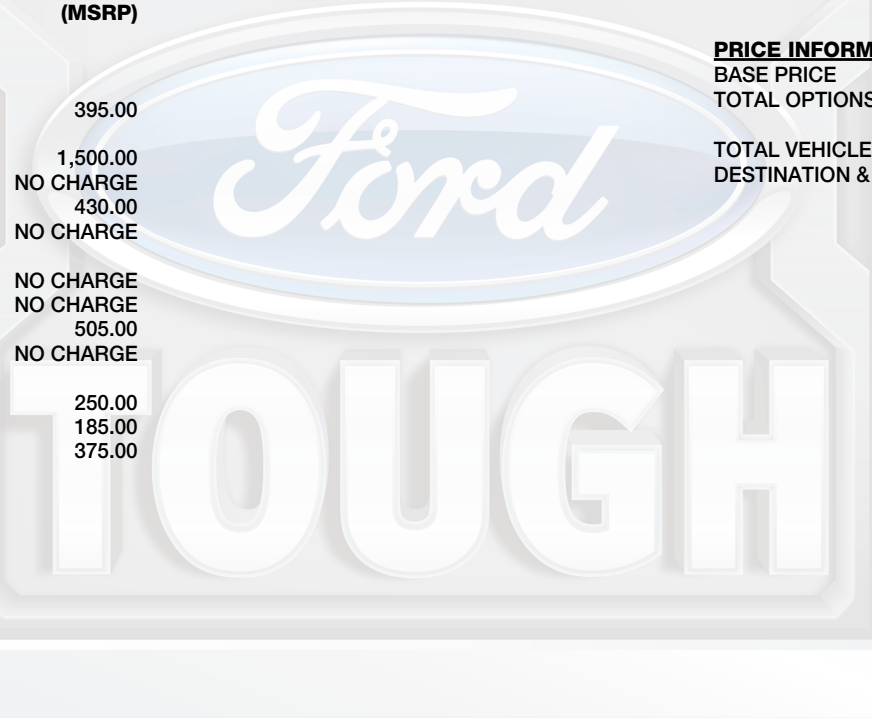 (MSRP)
395.00
1,500.00
NO CHARGE
430.00
NO CHARGE
NO CHARGE
NO CHARGE
505.00
NO CHARGE
250.00
185.00
375.00
PRICE INFORM
BASE PRICE
TOTAL OPTIONS
TOTAL VEHICLE
DESTINATION &
Ford
TOUGH